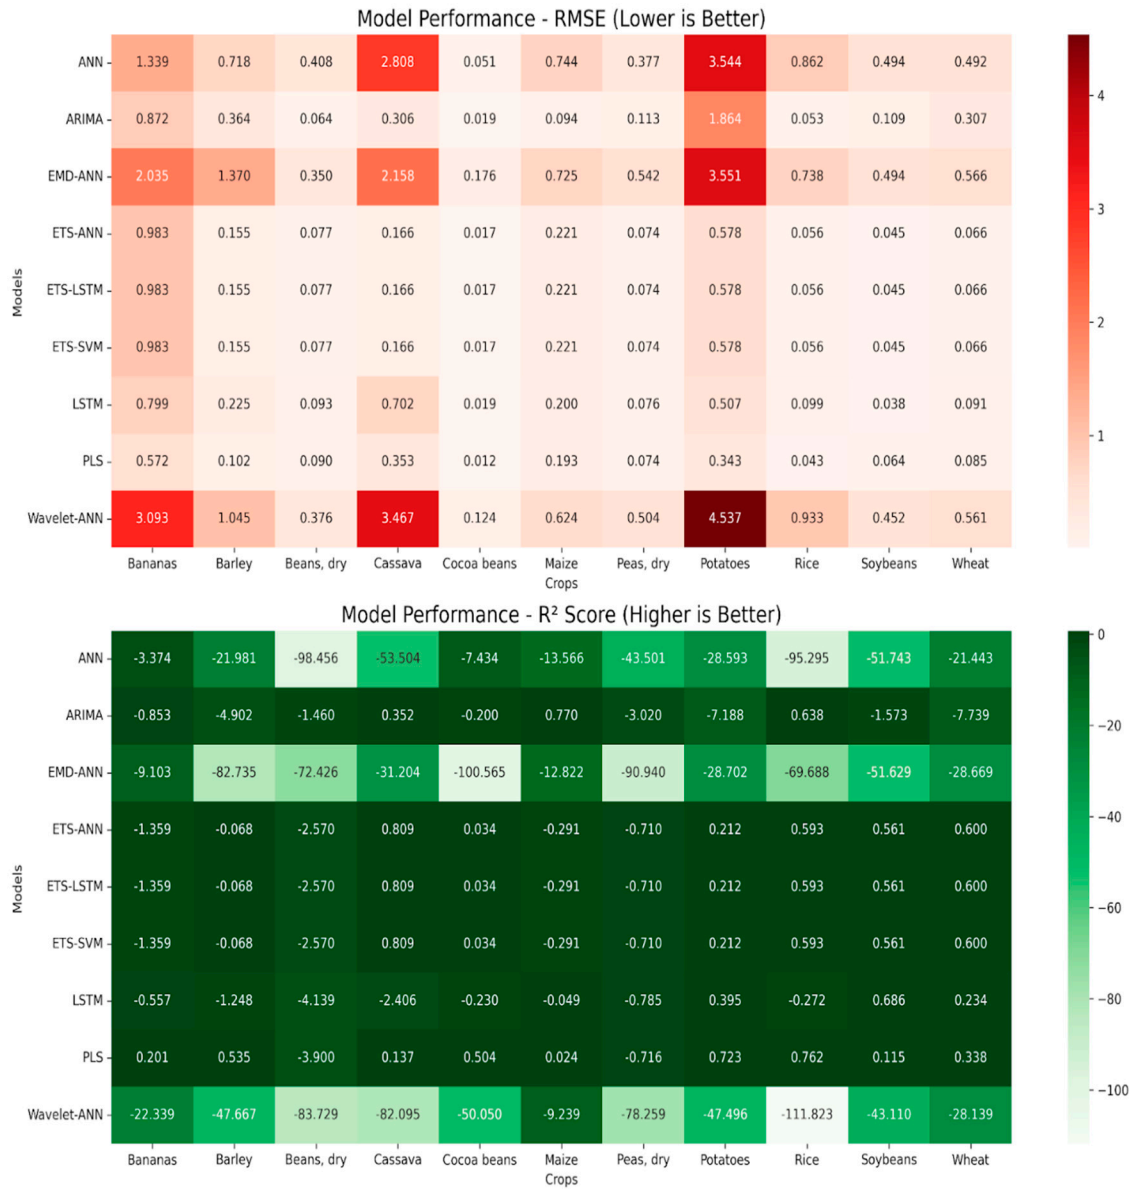 Model Performance - RMSE (Lower is Better)
Models
ANN 1.339 0.718 0.408 2.808 0.051 0.744 0.377 3.544 0.862 0.494 0.492
ARIMA 0.872 0.364 0.064 0.306 0.019 0.094 0.113 1.864 0.053 0.109 0.307
EMD-ANN 2.035 1.370 0.350 2.158 0.176 0.725 0.542 3.551 0.738 0.494 0.566
ETS-ANN 0.983 0.155 0.077 0.166 0.017 0.221 0.074 0.578 0.056 0.045 0.066
ETS-LSTM 0.983 0.155 0.077 0.166 0.017 0.221 0.074 0.578 0.056 0.045 0.066
ETS-SVM 0.983 0.155 0.077 0.166 0.017 0.221 0.074 0.578 0.056 0.045 0.066
LSTM 0.799 0.225 0.093 0.702 0.019 0.200 0.076 0.507 0.099 0.038 0.091
PLS 0.572 0.102 0.090 0.353 0.012 0.193 0.074 0.343 0.043 0.064 0.085
Wavelet-ANN 3.093 1.045 0.376 3.467 0.124 0.624 0.504 4.537 0.933 0.452 0.561
Bananas Barley Beans, dry Cassava Cocoa beans Maize Peas, dry Potatoes Rice Soybeans Wheat
Crops
4
3
2
1
Model Performance - R² Score (Higher is Better)
Models
ANN -3.374 -21.981 -98.456 -53.504 -7.434 -13.566 -43.501 -28.593 -95.295 -51.743 -21.443
ARIMA -0.853 -4.902 -1.460 0.352 -0.200 0.770 -3.020 -7.188 0.638 -1.573 -7.739
EMD-ANN -9.103 -82.735 -72.426 -31.204 -100.565 -12.822 -90.940 -28.702 -69.688 -51.629 -28.669
ETS-ANN -1.359 -0.068 -2.570 0.809 0.034 -0.291 -0.710 0.212 0.593 0.561 0.600
ETS-LSTM -1.359 -0.068 -2.570 0.809 0.034 -0.291 -0.710 0.212 0.593 0.561 0.600
ETS-SVM -1.359 -0.068 -2.570 0.809 0.034 -0.291 -0.710 0.212 0.593 0.561 0.600
LSTM -0.557 -1.248 -4.139 -2.406 -0.230 -0.049 -0.785 0.395 -0.272 0.686 0.234
PLS 0.201 0.535 -3.900 0.137 0.504 0.024 -0.716 0.723 0.762 0.115 0.338
Wavelet-ANN -22.339 -47.667 -83.729 -82.095 -50.050 -9.239 -78.259 -47.496 -111.823 -43.110 -28.139
Bananas Barley Beans, dry Cassava Cocoa beans Maize Peas, dry Potatoes Rice Soybeans Wheat
Crops
0
−20
−40
−60
−80
−100